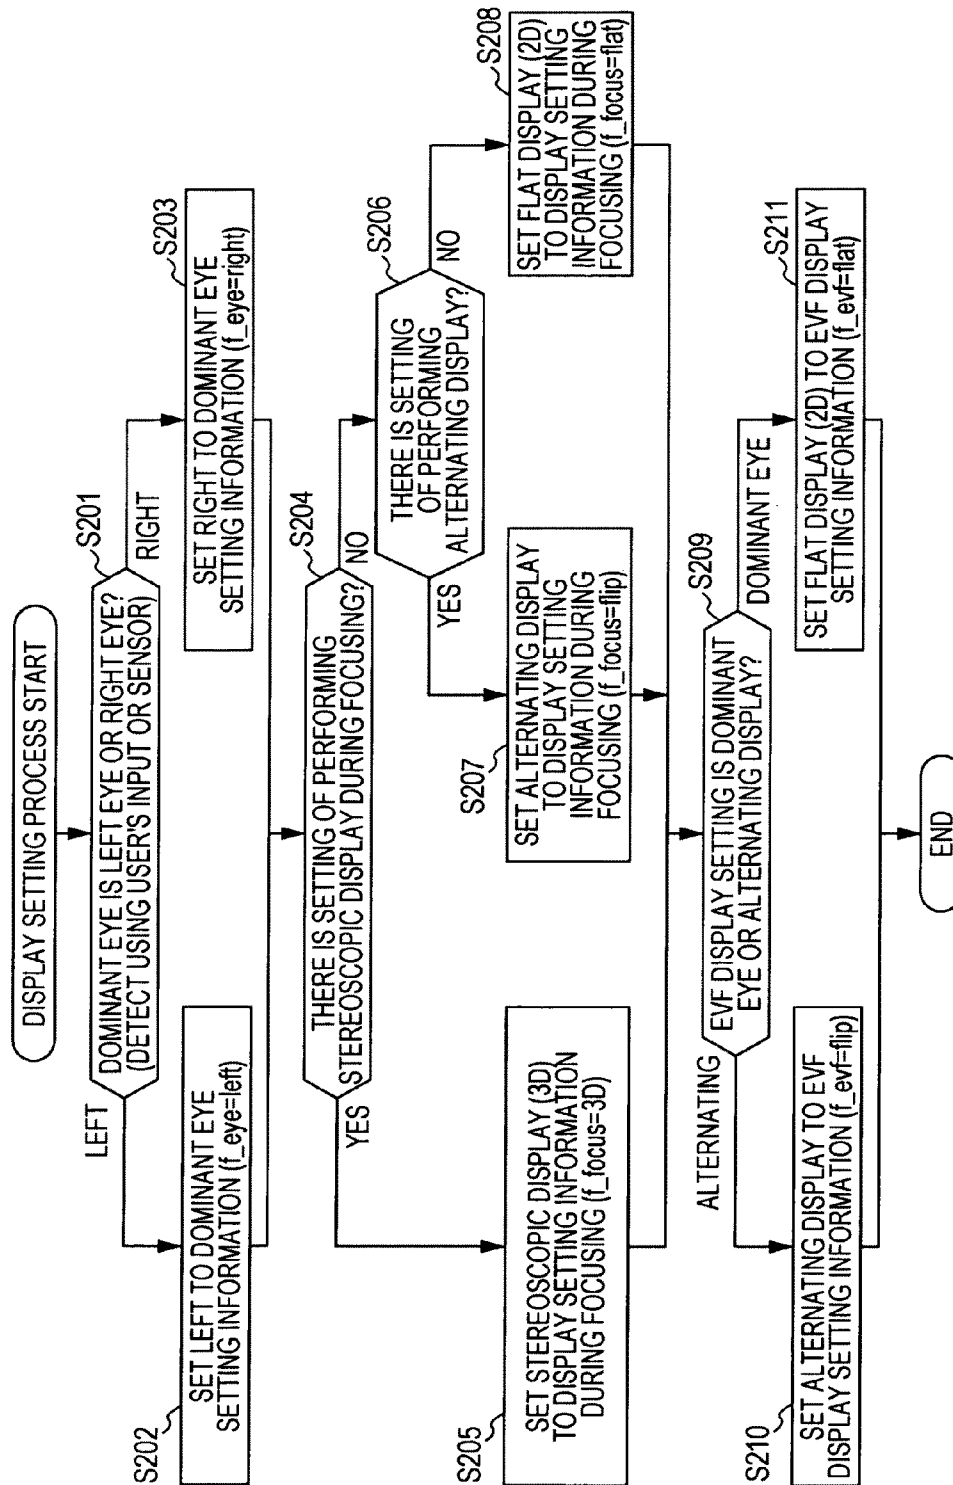 DISPLAY SETTING PROCESS START
S201
DOMINANT EYE IS LEFT EYE OR RIGHT EYE?
(DETECT USING USER'S INPUT OR SENSOR)
LEFT
RIGHT
S202
SET LEFT TO DOMINANT EYE
SETTING INFORMATION (f_eye=left)
S203
SET RIGHT TO DOMINANT EYE
SETTING INFORMATION (f_eye=right)
S204
THERE IS SETTING OF PERFORMING
STEREOSCOPIC DISPLAY DURING FOCUSING?
YES
NO
S205
SET STEREOSCOPIC DISPLAY (3D)
TO DISPLAY SETTING INFORMATION
DURING FOCUSING (f_focus=3D)
S206
THERE IS SETTING
OF PERFORMING
ALTERNATING DISPLAY?
YES
NO
S207
SET ALTERNATING DISPLAY
TO DISPLAY SETTING
INFORMATION DURING
FOCUSING (f_focus=flip)
S208
SET FLAT DISPLAY (2D)
TO DISPLAY SETTING
INFORMATION DURING
FOCUSING (f_focus=flat)
S209
EVF DISPLAY SETTING IS DOMINANT
EYE OR ALTERNATING DISPLAY?
ALTERNATING
DOMINANT EYE
S210
SET ALTERNATING DISPLAY TO EVF
DISPLAY SETTING INFORMATION (f_evf=flip)
S211
SET FLAT DISPLAY (2D) TO EVF DISPLAY
SETTING INFORMATION (f_evf=flat)
END